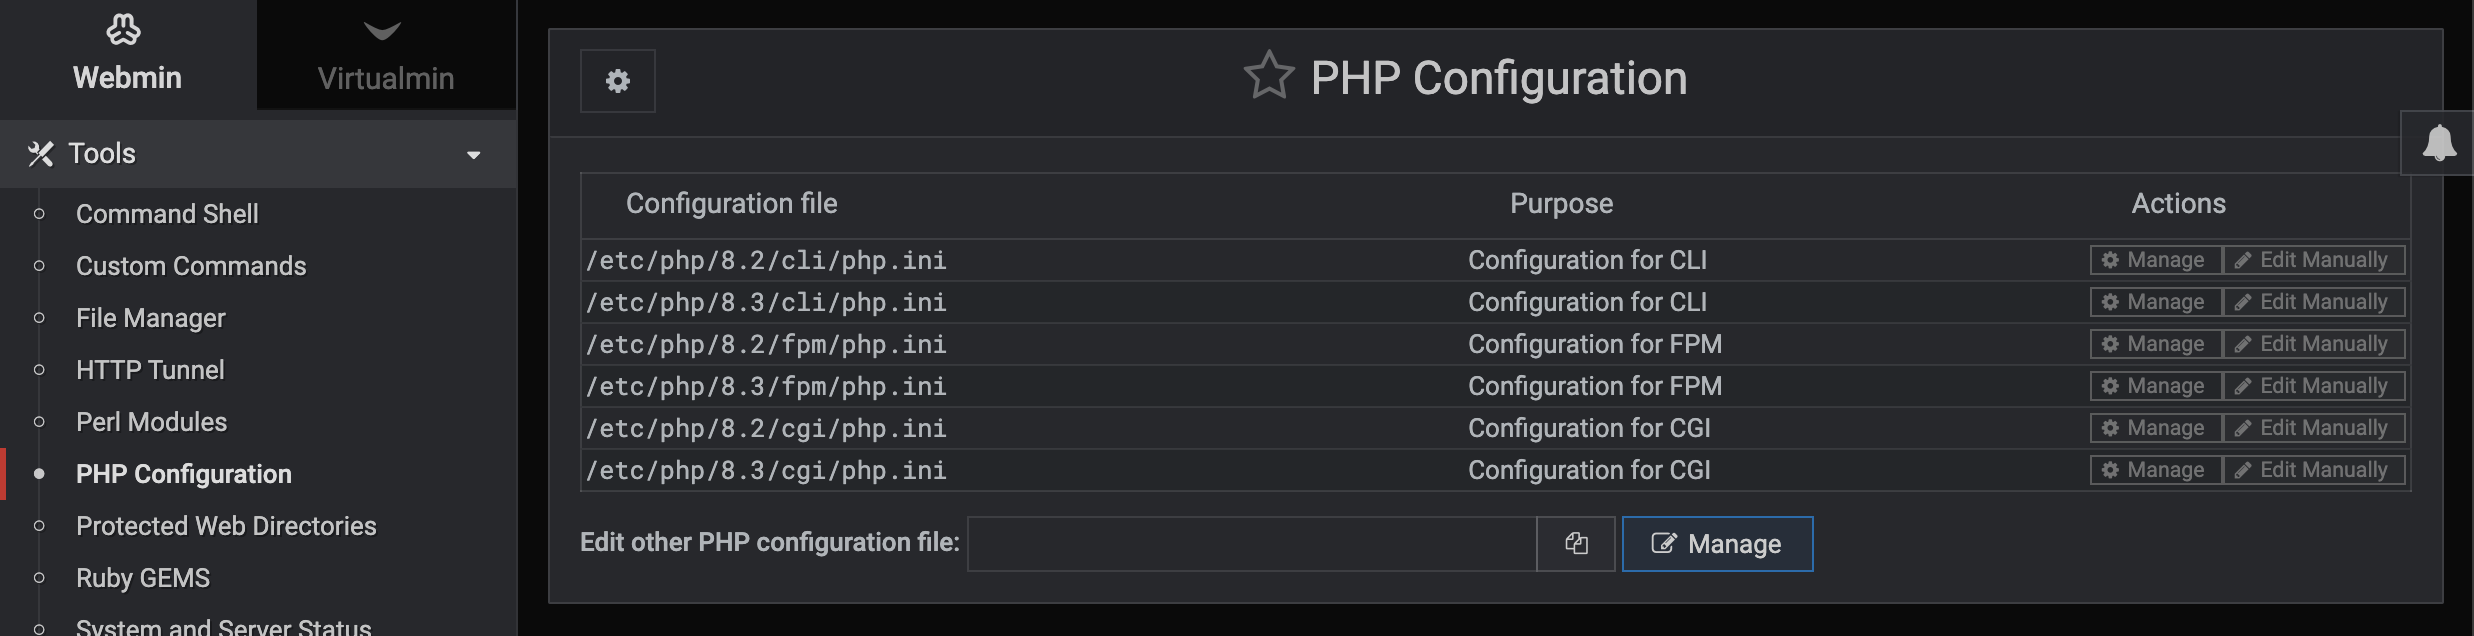 Webmin
Virtualmin
Tools
Command Shell
Custom Commands
File Manager
HTTP Tunnel
Perl Modules
PHP Configuration
Protected Web Directories
Ruby GEMS
System and Server Status
PHP Configuration
Configuration file Purpose Actions
/etc/php/8.2/cli/php.ini Configuration for CLI Manage Edit Manually
/etc/php/8.3/cli/php.ini Configuration for CLI Manage Edit Manually
/etc/php/8.2/fpm/php.ini Configuration for FPM Manage Edit Manually
/etc/php/8.3/fpm/php.ini Configuration for FPM Manage Edit Manually
/etc/php/8.2/cgi/php.ini Configuration for CGI Manage Edit Manually
/etc/php/8.3/cgi/php.ini Configuration for CGI Manage Edit Manually
Edit other PHP configuration file: Manage